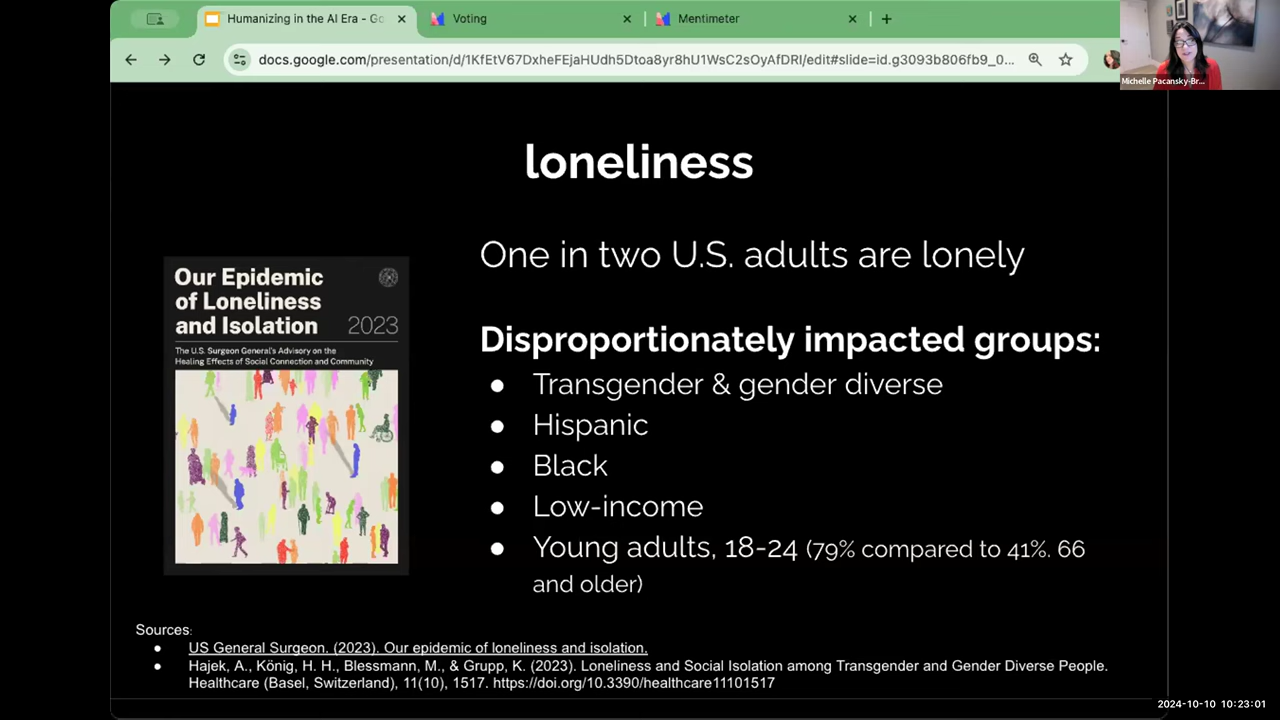 Humanizing in the AI Era - Go
Voting
Mentimeter
docs.google.com/presentation/d/1KfEtV67DxheFEjaHUdh5Dtoa8yr8hU1WsC2sOyAfDRI/edit#slide=id.g3093b806fb9_0...
Michelle Pacansky-Br...
loneliness
One in two U.S. adults are lonely
Our Epidemic
of Loneliness
and Isolation 2023
The U.S. Surgeon General's Advisory on the
Healing Effects of Social Connection and Community
Disproportionately impacted groups:
● Transgender & gender diverse
● Hispanic
● Black
● Low-income
● Young adults, 18-24 (79% compared to 41%. 66
and older)
Sources:
● US General Surgeon. (2023). Our epidemic of loneliness and isolation.
● Hajek, A., König, H. H., Blessmann, M., & Grupp, K. (2023). Loneliness and Social Isolation among Transgender and Gender Diverse People.
Healthcare (Basel, Switzerland), 11(10), 1517. https://doi.org/10.3390/healthcare11101517
2024-10-10 10:23:01